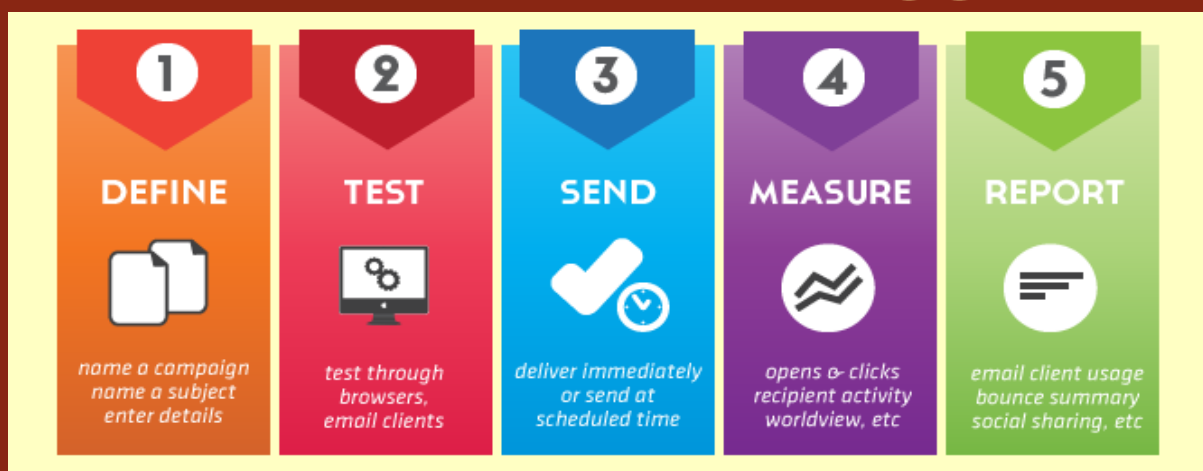 1
DEFINE
name a campaign
name a subject
enter details
2
TEST
test through
browsers,
email clients
3
SEND
deliver immediately
or send at
scheduled time
4
MEASURE
opens & clicks
recipient activity
worldview, etc
5
REPORT
email client usage
bounce summary
social sharing, etc